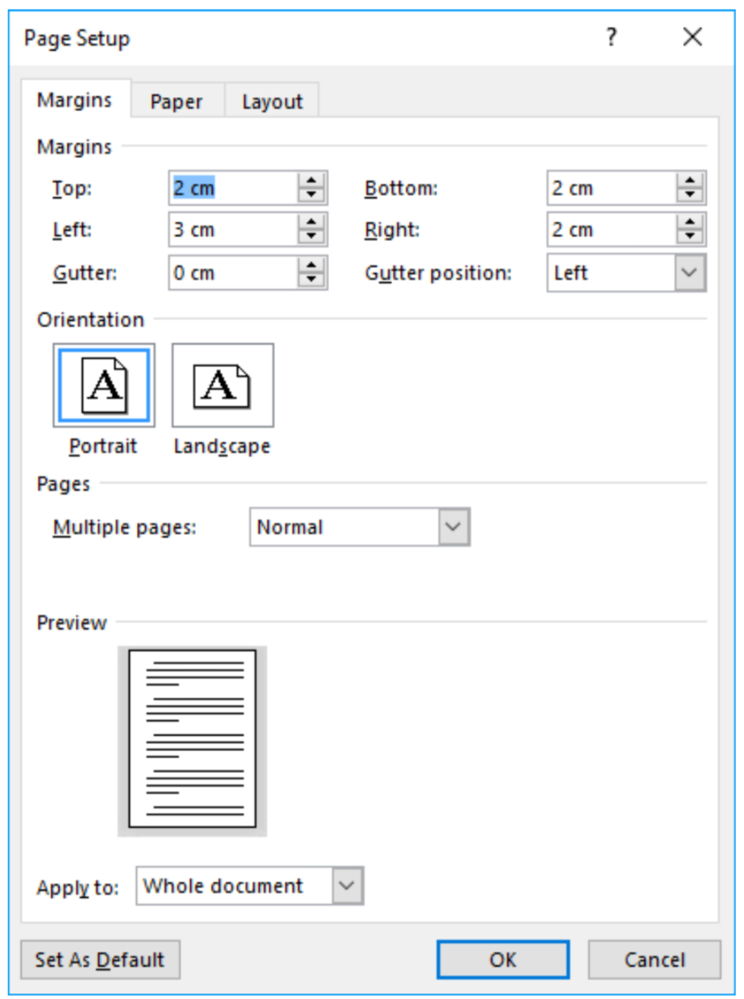 Page Setup ?
Margins Paper Layout
Margins
Top: 2 cm Bottom: 2 cm
Left: 3 cm Right: 2 cm
Gutter: 0 cm Gutter position: Left
Orientation
A A
Portrait Landscape
Pages
Multiple pages: Normal
Preview
Apply to: Whole document
Set As Default OK Cancel